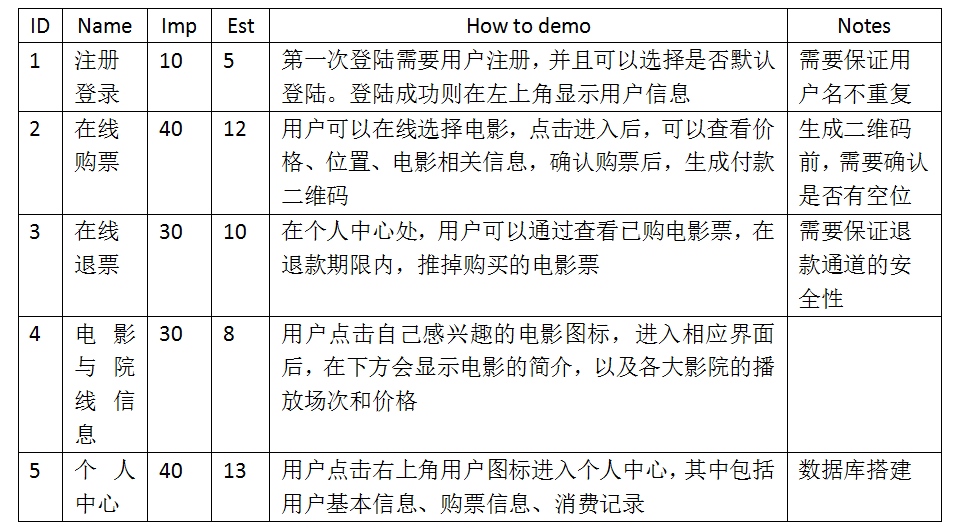 ID Name Imp Est How to demo Notes
1 注册 10 5 第一次登陆需要用户注册，并且可以选择是否默认 需要保证用
登录 登陆。登陆成功则在左上角显示用户信息 户名不重复
2 在线 40 12 用户可以在线选择电影，点击进入后，可以查看价 生成二维码
购票 格、位置、电影相关信息，确认购票后，生成付款 前，需要确认
二维码 是否有空位
3 在线 30 10 在个人中心处，用户可以通过查看已购电影票，在 需要保证退
退票 退款期限内，推掉购买的电影票 款通道的安
全性
4 电影 30 8 用户点击自己感兴趣的电影图标，进入相应界面
与院 后，在下方会显示电影的简介，以及各大影院的播
线信 放场次和价格
息
5 个人 40 13 用户点击右上角用户图标进入个人中心，其中包括 数据库搭建
中心 用户基本信息、购票信息、消费记录